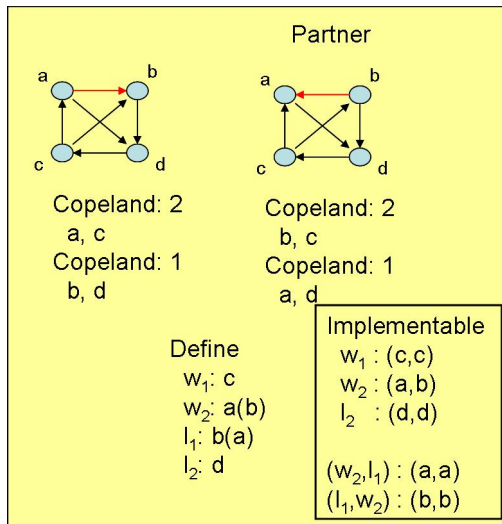 Partner
a
b
c
d
a
b
c
d
Copeland: 2
a, c
Copeland: 1
b, d
Copeland: 2
b, c
Copeland: 1
a, d
Define
w₁: c
w₂: a(b)
l₁: b(a)
l₂: d
Implementable
w₁ : (c,c)
w₂ : (a,b)
l₂ : (d,d)
(w₂,l₁) : (a,a)
(l₁,w₂) : (b,b)